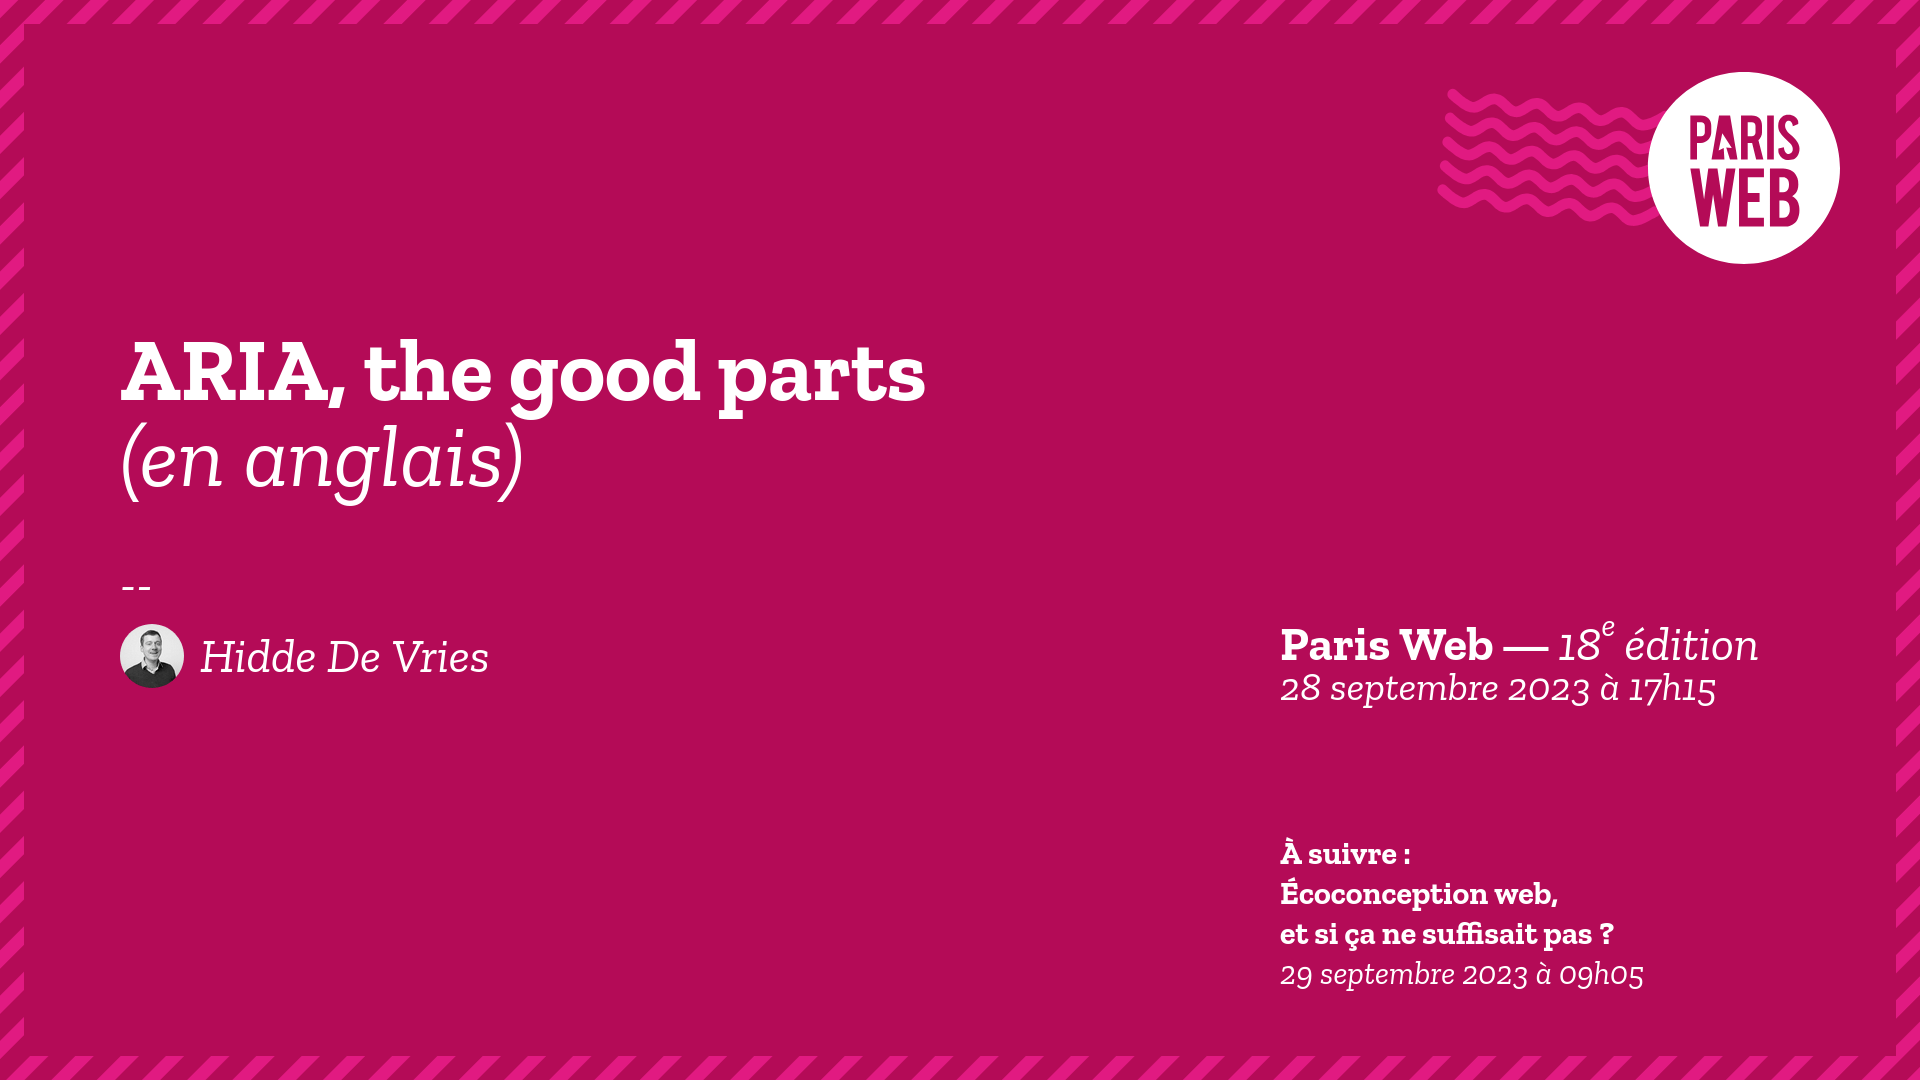 PARIS
WEB
ARIA, the good parts
(en anglais)
--
Hidde De Vries
Paris Web — 18e édition
28 septembre 2023 à 17h15
À suivre :
Écoconception web,
et si ça ne suffisait pas ?
29 septembre 2023 à 09h05